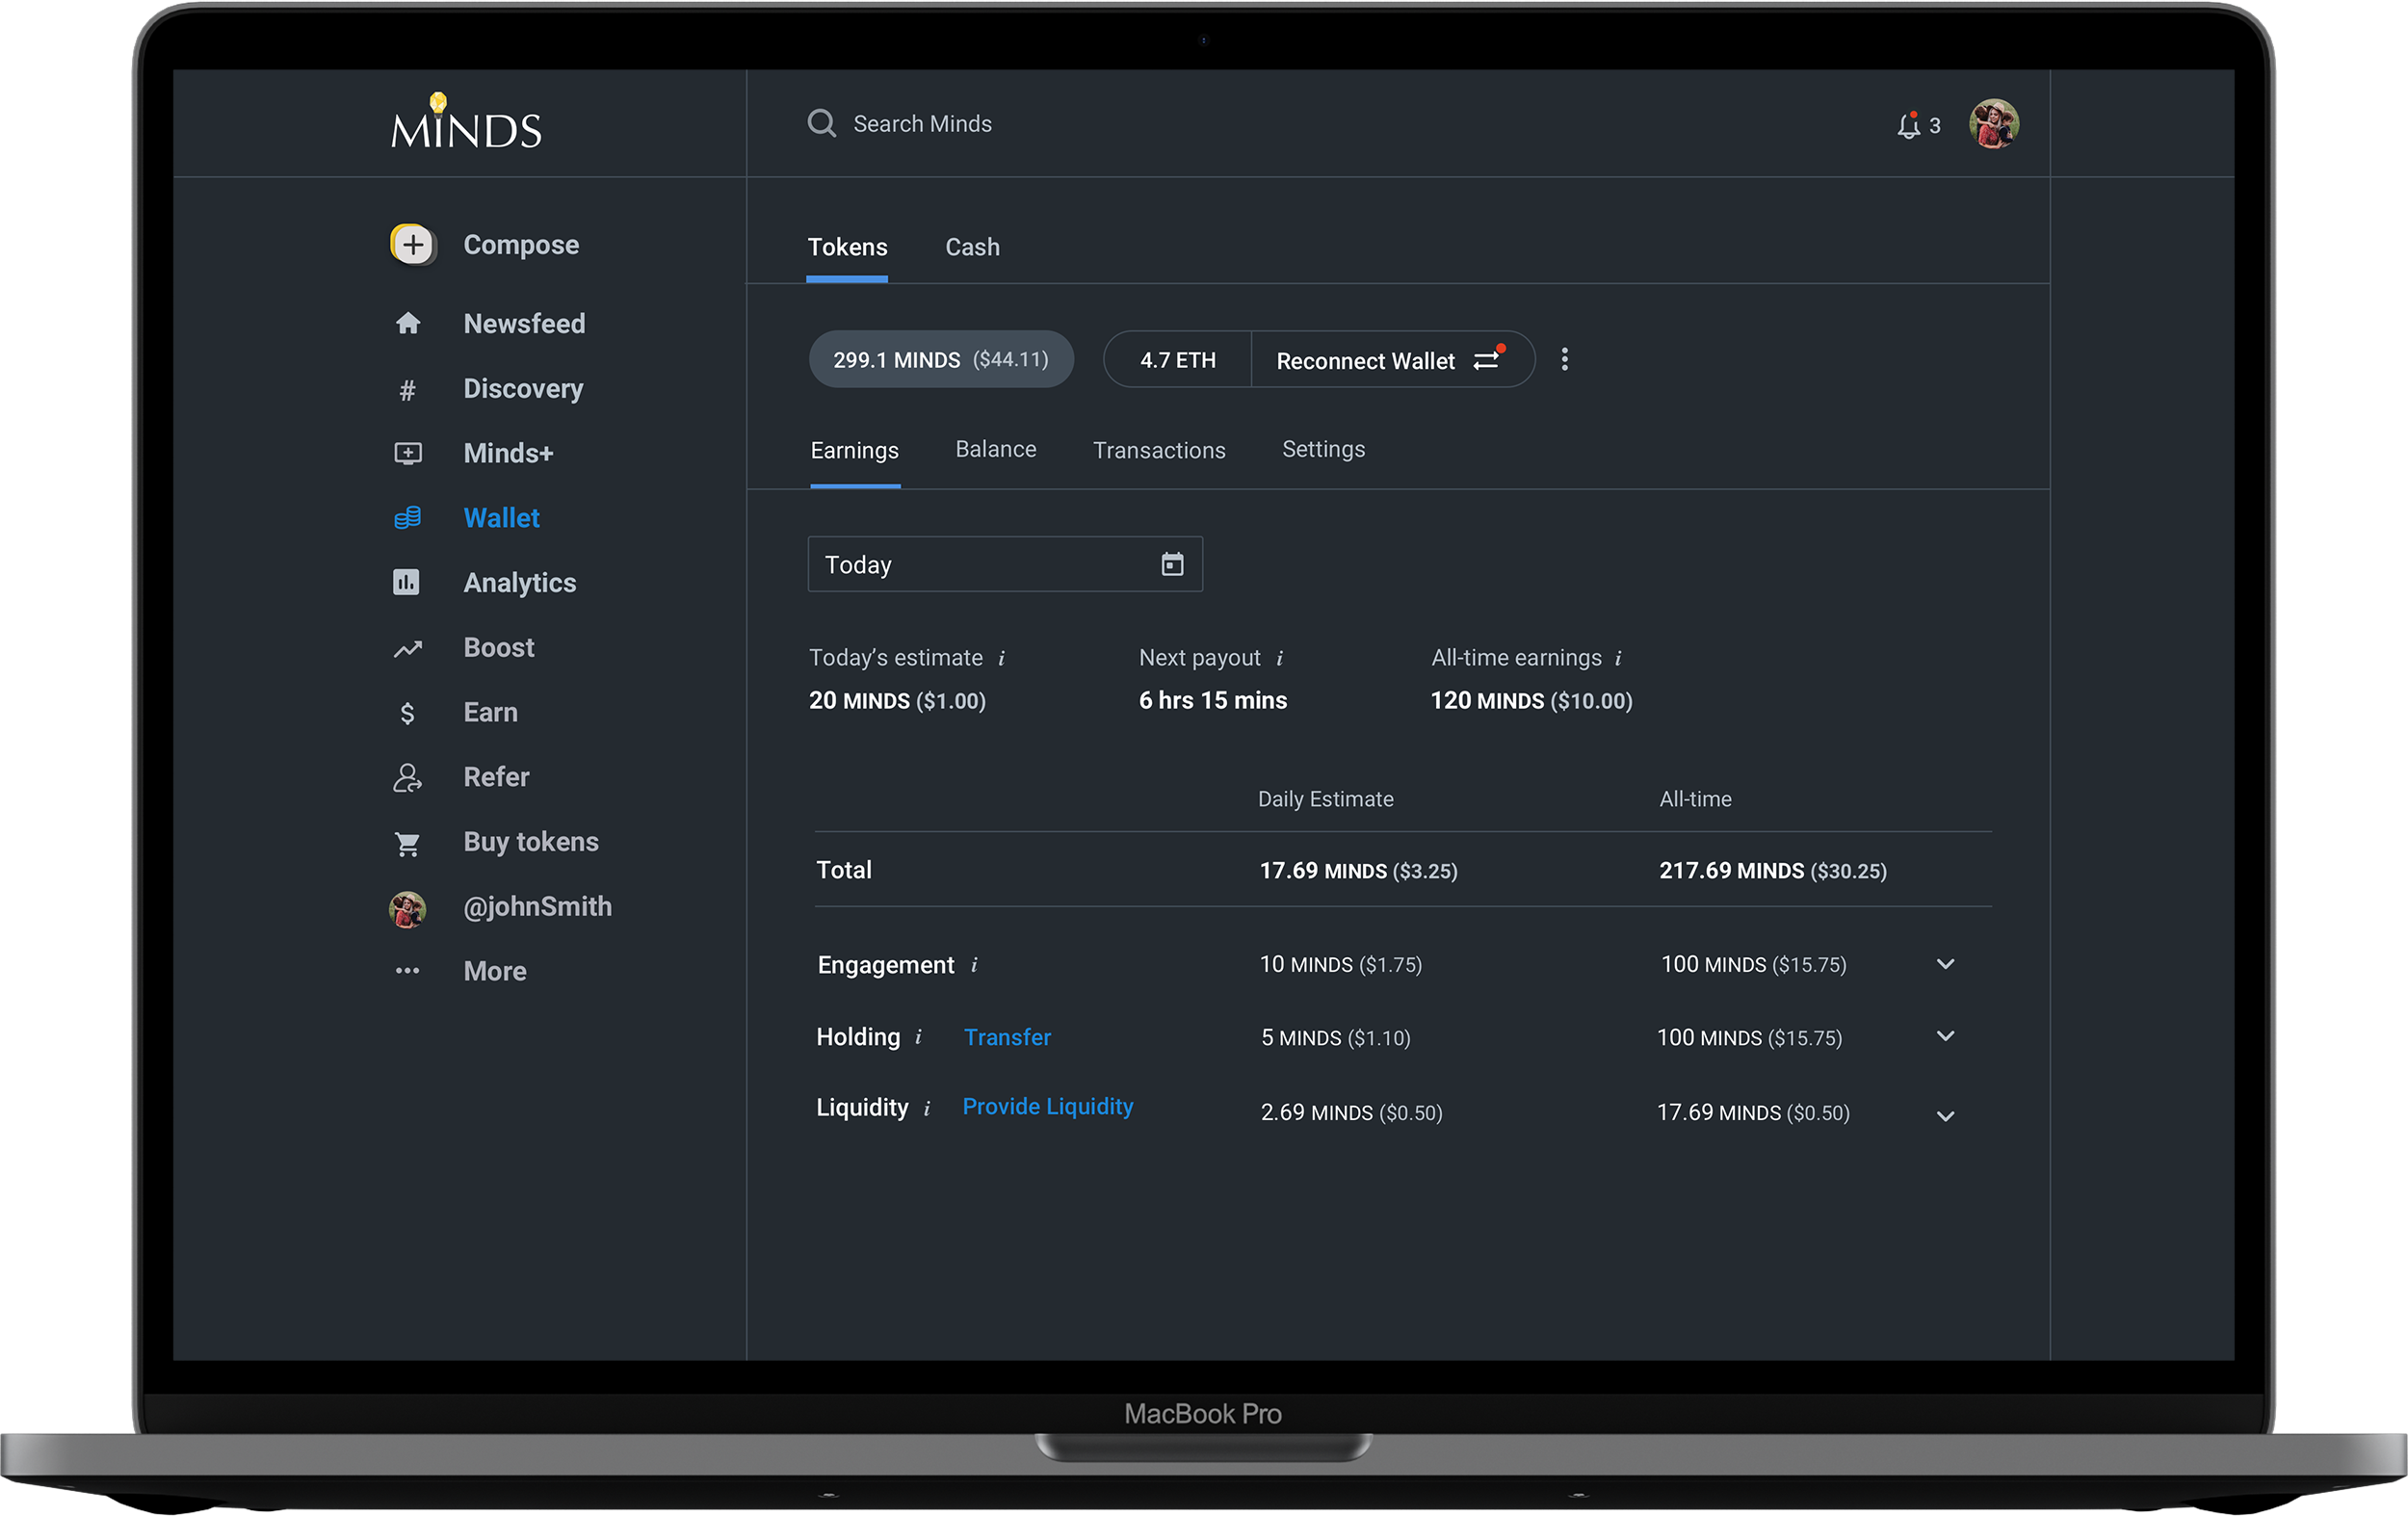 MINDS
Search Minds
3
Compose
Newsfeed
# Discovery
Minds+
Wallet
Analytics
Boost
$ Earn
Refer
Buy tokens
@johnSmith
More
Tokens Cash
299.1 MINDS ($44.11) 4.7 ETH Reconnect Wallet
Earnings Balance Transactions Settings
Today
Today’s estimate i Next payout i All-time earnings i
20 MINDS ($1.00) 6 hrs 15 mins 120 MINDS ($10.00)
Daily Estimate All-time
Total 17.69 MINDS ($3.25) 217.69 MINDS ($30.25)
Engagement i 10 MINDS ($1.75) 100 MINDS ($15.75)
Holding i Transfer 5 MINDS ($1.10) 100 MINDS ($15.75)
Liquidity i Provide Liquidity 2.69 MINDS ($0.50) 17.69 MINDS ($0.50)
MacBook Pro